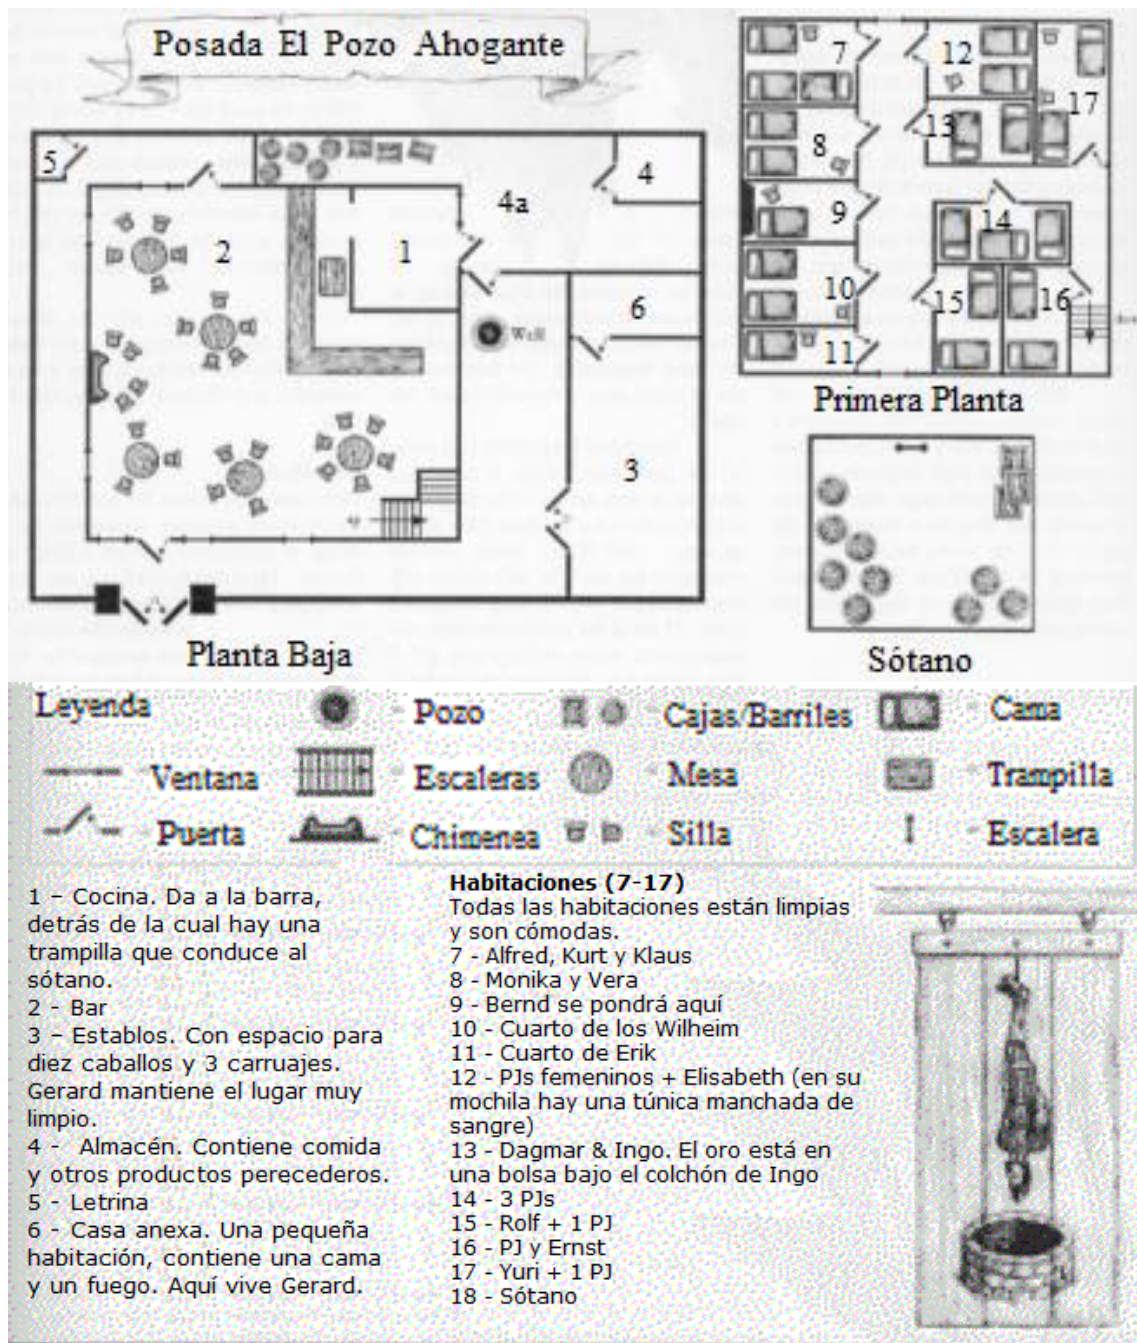 Posada El Pozo Ahogante
5
4
4a
2
1
6
Well
3
Planta Baja
7
12
17
13
8
9
14
10
15
16
11
Primera Planta
Sótano
Leyenda
- Pozo
- Cajas/Barriles
- Cama
- Ventana
- Escaleras
- Mesa
- Trampilla
- Puerta
- Chimenea
- Silla
- Escalera
1 – Cocina. Da a la barra,
detrás de la cual hay una
trampilla que conduce al
sótano.
2 - Bar
3 – Establos. Con espacio para
diez caballos y 3 carruajes.
Gerard mantiene el lugar muy
limpio.
4 - Almacén. Contiene comida
y otros productos perecederos.
5 - Letrina
6 - Casa anexa. Una pequeña
habitación, contiene una cama
y un fuego. Aquí vive Gerard.
Habitaciones (7-17)
Todas las habitaciones están limpias
y son cómodas.
7 - Alfred, Kurt y Klaus
8 - Monika y Vera
9 - Bernd se pondrá aquí
10 - Cuarto de los Wilheim
11 - Cuarto de Erik
12 - PJs femeninos + Elisabeth (en su
mochila hay una túnica manchada de
sangre)
13 - Dagmar & Ingo. El oro está en
una bolsa bajo el colchón de Ingo
14 - 3 PJs
15 - Rolf + 1 PJ
16 - PJ y Ernst
17 - Yuri + 1 PJ
18 - Sótano